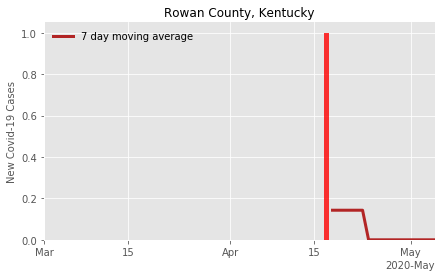 Rowan County, Kentucky
7 day moving average
New Covid-19 Cases
1.0
0.8
0.6
0.4
0.2
0.0
Mar 15 Apr 15 May
2020-May